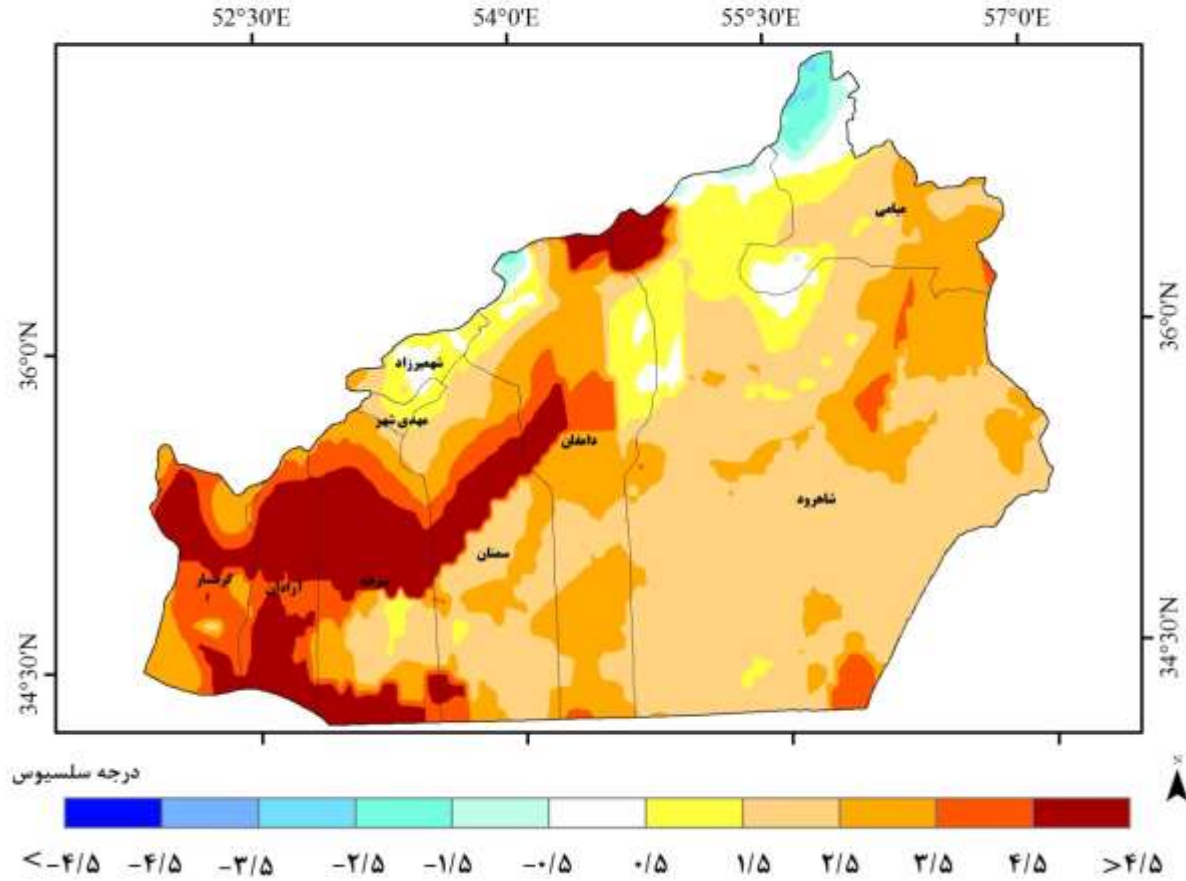 52°30'E 54°0'E 55°30'E 57°0'E
میامی
36°0'N 36°0'N
شهمیرزاد
مهدی شهر
دامغان
شاهرود
سمنان
گرمسار
آرادان
سرخه
34°30'N 34°30'N
درجه سلسیوس
N
<-۴/۵ -۴/۵ -۳/۵ -۲/۵ -۱/۵ -۰/۵ ۰/۵ ۱/۵ ۲/۵ ۳/۵ ۴/۵ >۴/۵